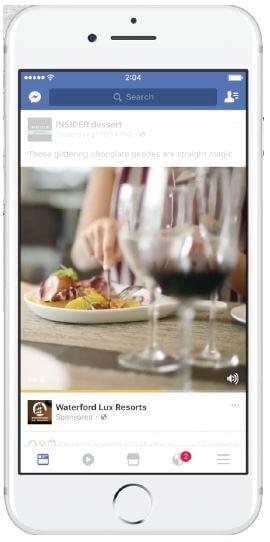 2:04
Search
INSIDER dessert
Yesterday at 10:14 PM
These glittering chocolate geodes are straight magic.
Waterford Lux Resorts
Sponsored
2